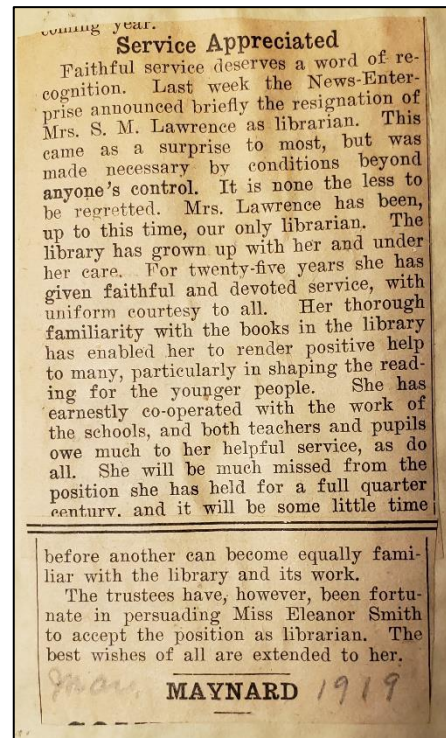 coming year.
Service Appreciated
Faithful service deserves a word of re-
cognition. Last week the News-Enter-
prise announced briefly the resignation of
Mrs. S. M. Lawrence as librarian. This
came as a surprise to most, but was
made necessary by conditions beyond
anyone's control. It is none the less to
be regretted. Mrs. Lawrence has been,
up to this time, our only librarian. The
library has grown up with her and under
her care. For twenty-five years she has
given faithful and devoted service, with
uniform courtesy to all. Her thorough
familiarity with the books in the library
has enabled her to render positive help
to many, particularly in shaping the read-
ing for the younger people. She has
earnestly co-operated with the work of
the schools, and both teachers and pupils
owe much to her helpful service, as do
all. She will be much missed from the
position she has held for a full quarter
century, and it will be some little time
before another can become equally fami-
liar with the library and its work.
The trustees have, however, been fortu-
nate in persuading Miss Eleanor Smith
to accept the position as librarian. The
best wishes of all are extended to her.
MAYNARD 1919